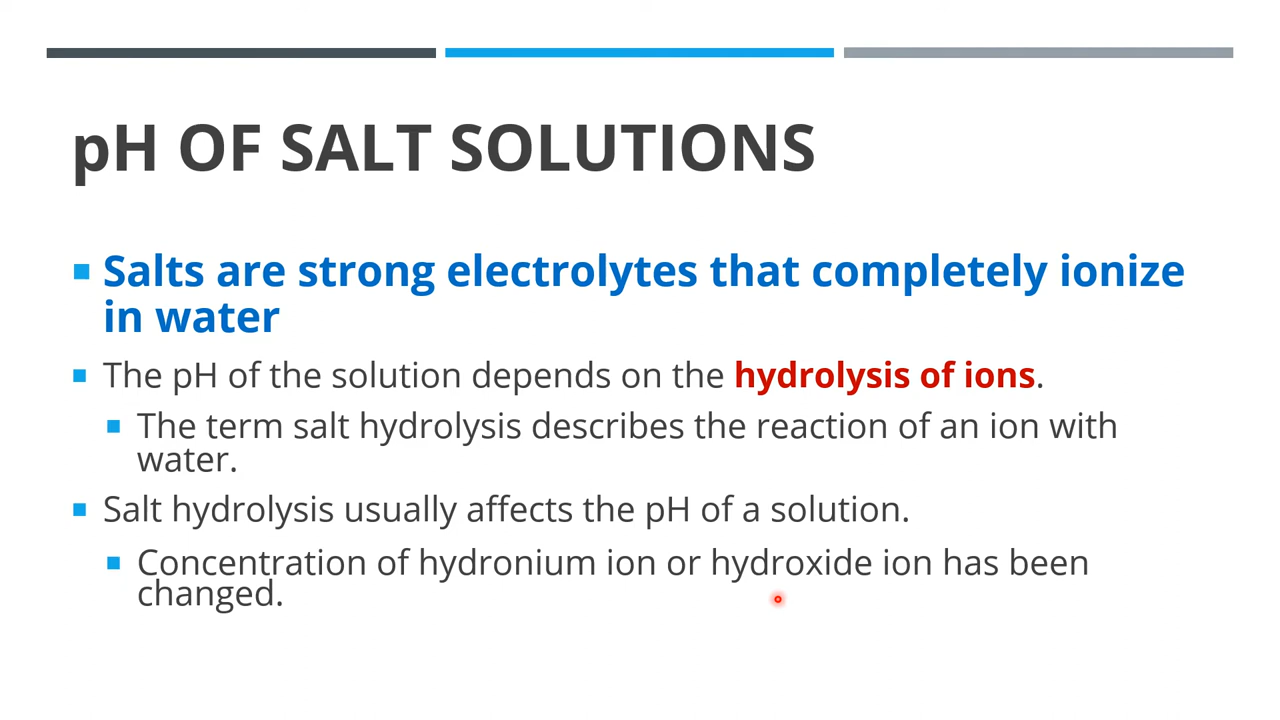 pH OF SALT SOLUTIONS
Salts are strong electrolytes that completely ionize
in water
The pH of the solution depends on the hydrolysis of ions.
The term salt hydrolysis describes the reaction of an ion with
water.
Salt hydrolysis usually affects the pH of a solution.
Concentration of hydronium ion or hydroxide ion has been
changed.